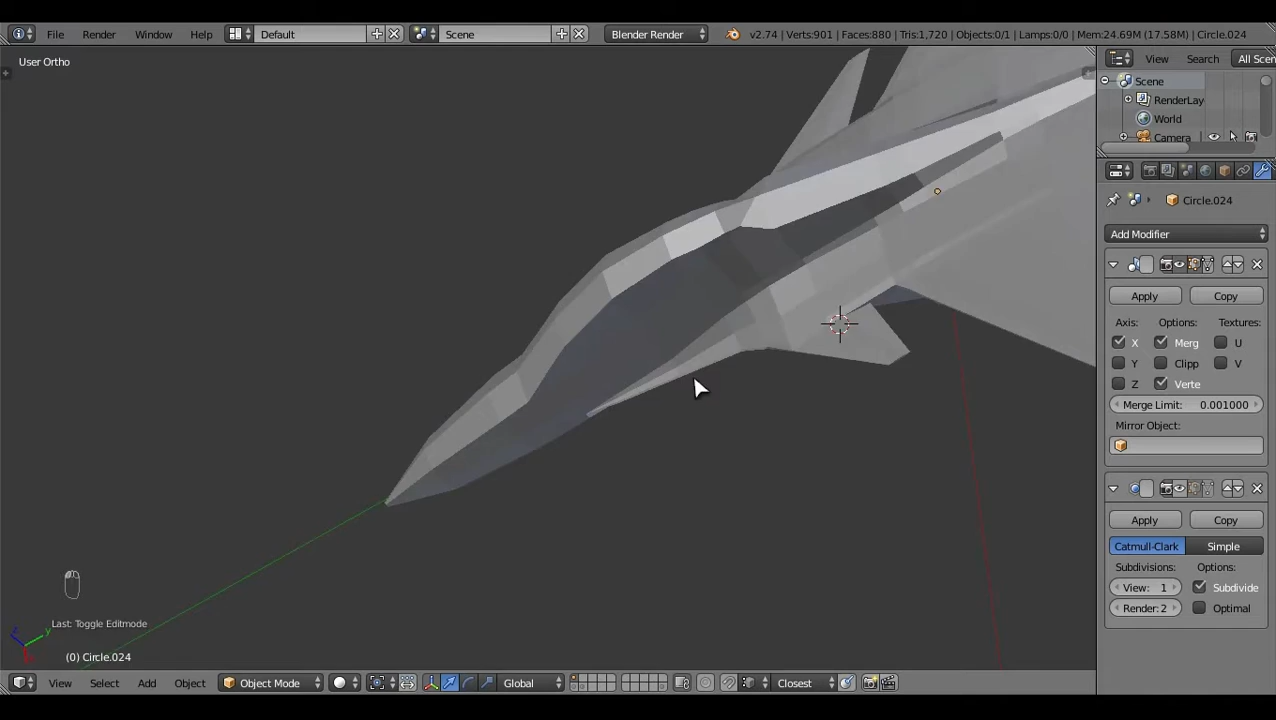 File Render Window Help Default Scene Blender Render v2.74 | Verts:901 | Faces:880 | Tris:1,720 | Objects:0/1 | Lamps:0/0 | Mem:24.69M (17.58M) | Circle.024
User Ortho
View Search All Scen
Scene
RenderLay
World
Camera
Circle.024
Add Modifier
Apply Copy
Axis: Options: Textures:
X Merg U
Y Clipp V
Z Verte
Merge Limit: 0.001000
Mirror Object:
Apply Copy
Catmull-Clark Simple
Subdivisions: Options:
View: 1 Subdivide
Render: 2 Optimal
Last: Toggle Editmode
z y
(0) Circle.024
View Select Add Object Object Mode Global Closest